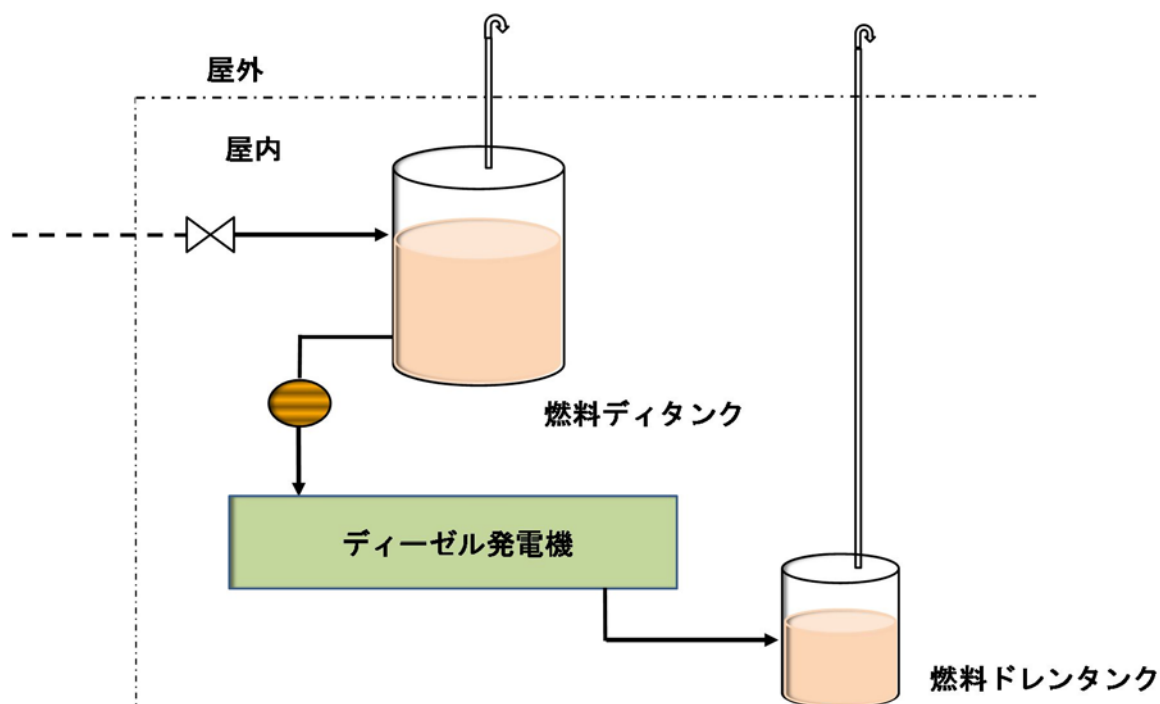 屋外
屋内
燃料ディタンク
ディーゼル発電機
燃料ドレンタンク